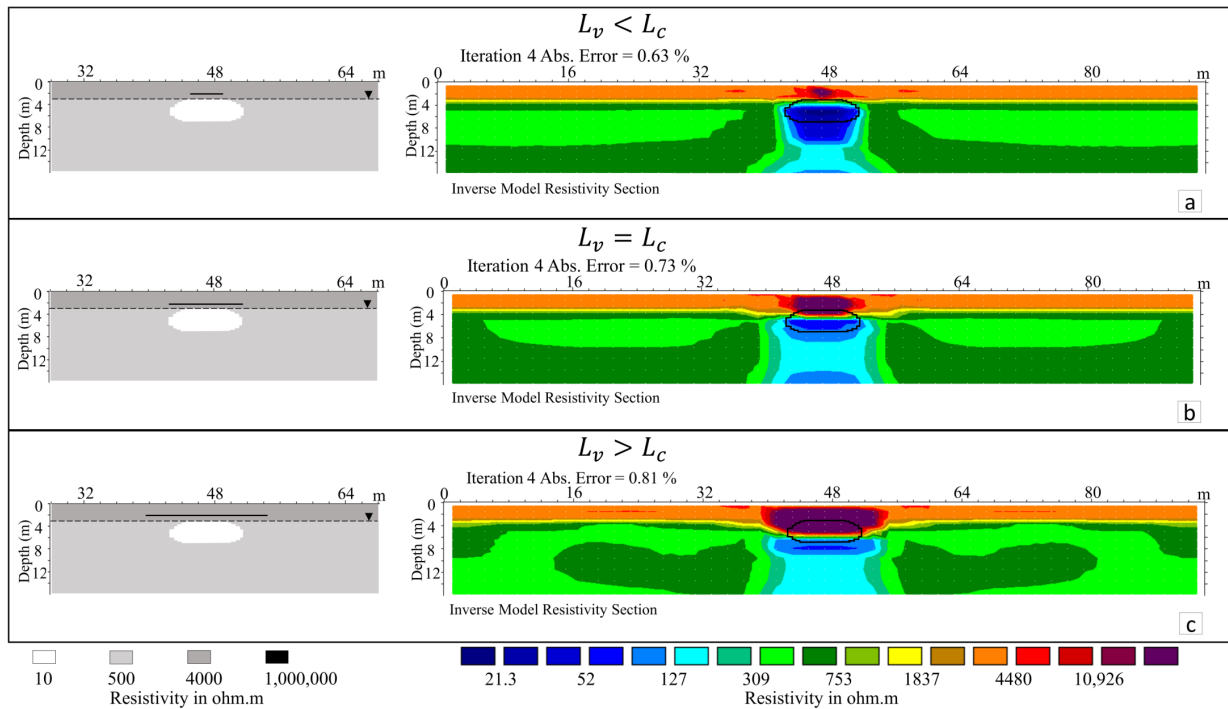 L_v < L_c
Iteration 4 Abs. Error = 0.63 %
32 48 64 m
0 16 32 48 64 80 m
Depth (m)
0
4
8
12
Depth (m)
0
4
8
12
Inverse Model Resistivity Section
a
L_v = L_c
Iteration 4 Abs. Error = 0.73 %
32 48 64 m
0 16 32 48 64 80 m
Depth (m)
0
4
8
12
Depth (m)
0
4
8
12
Inverse Model Resistivity Section
b
L_v > L_c
Iteration 4 Abs. Error = 0.81 %
32 48 64 m
0 16 32 48 64 80 m
Depth (m)
0
4
8
12
Depth (m)
0
4
8
12
Inverse Model Resistivity Section
c
10 500 4000 1,000,000
Resistivity in ohm.m
21.3 52 127 309 753 1837 4480 10,926
Resistivity in ohm.m